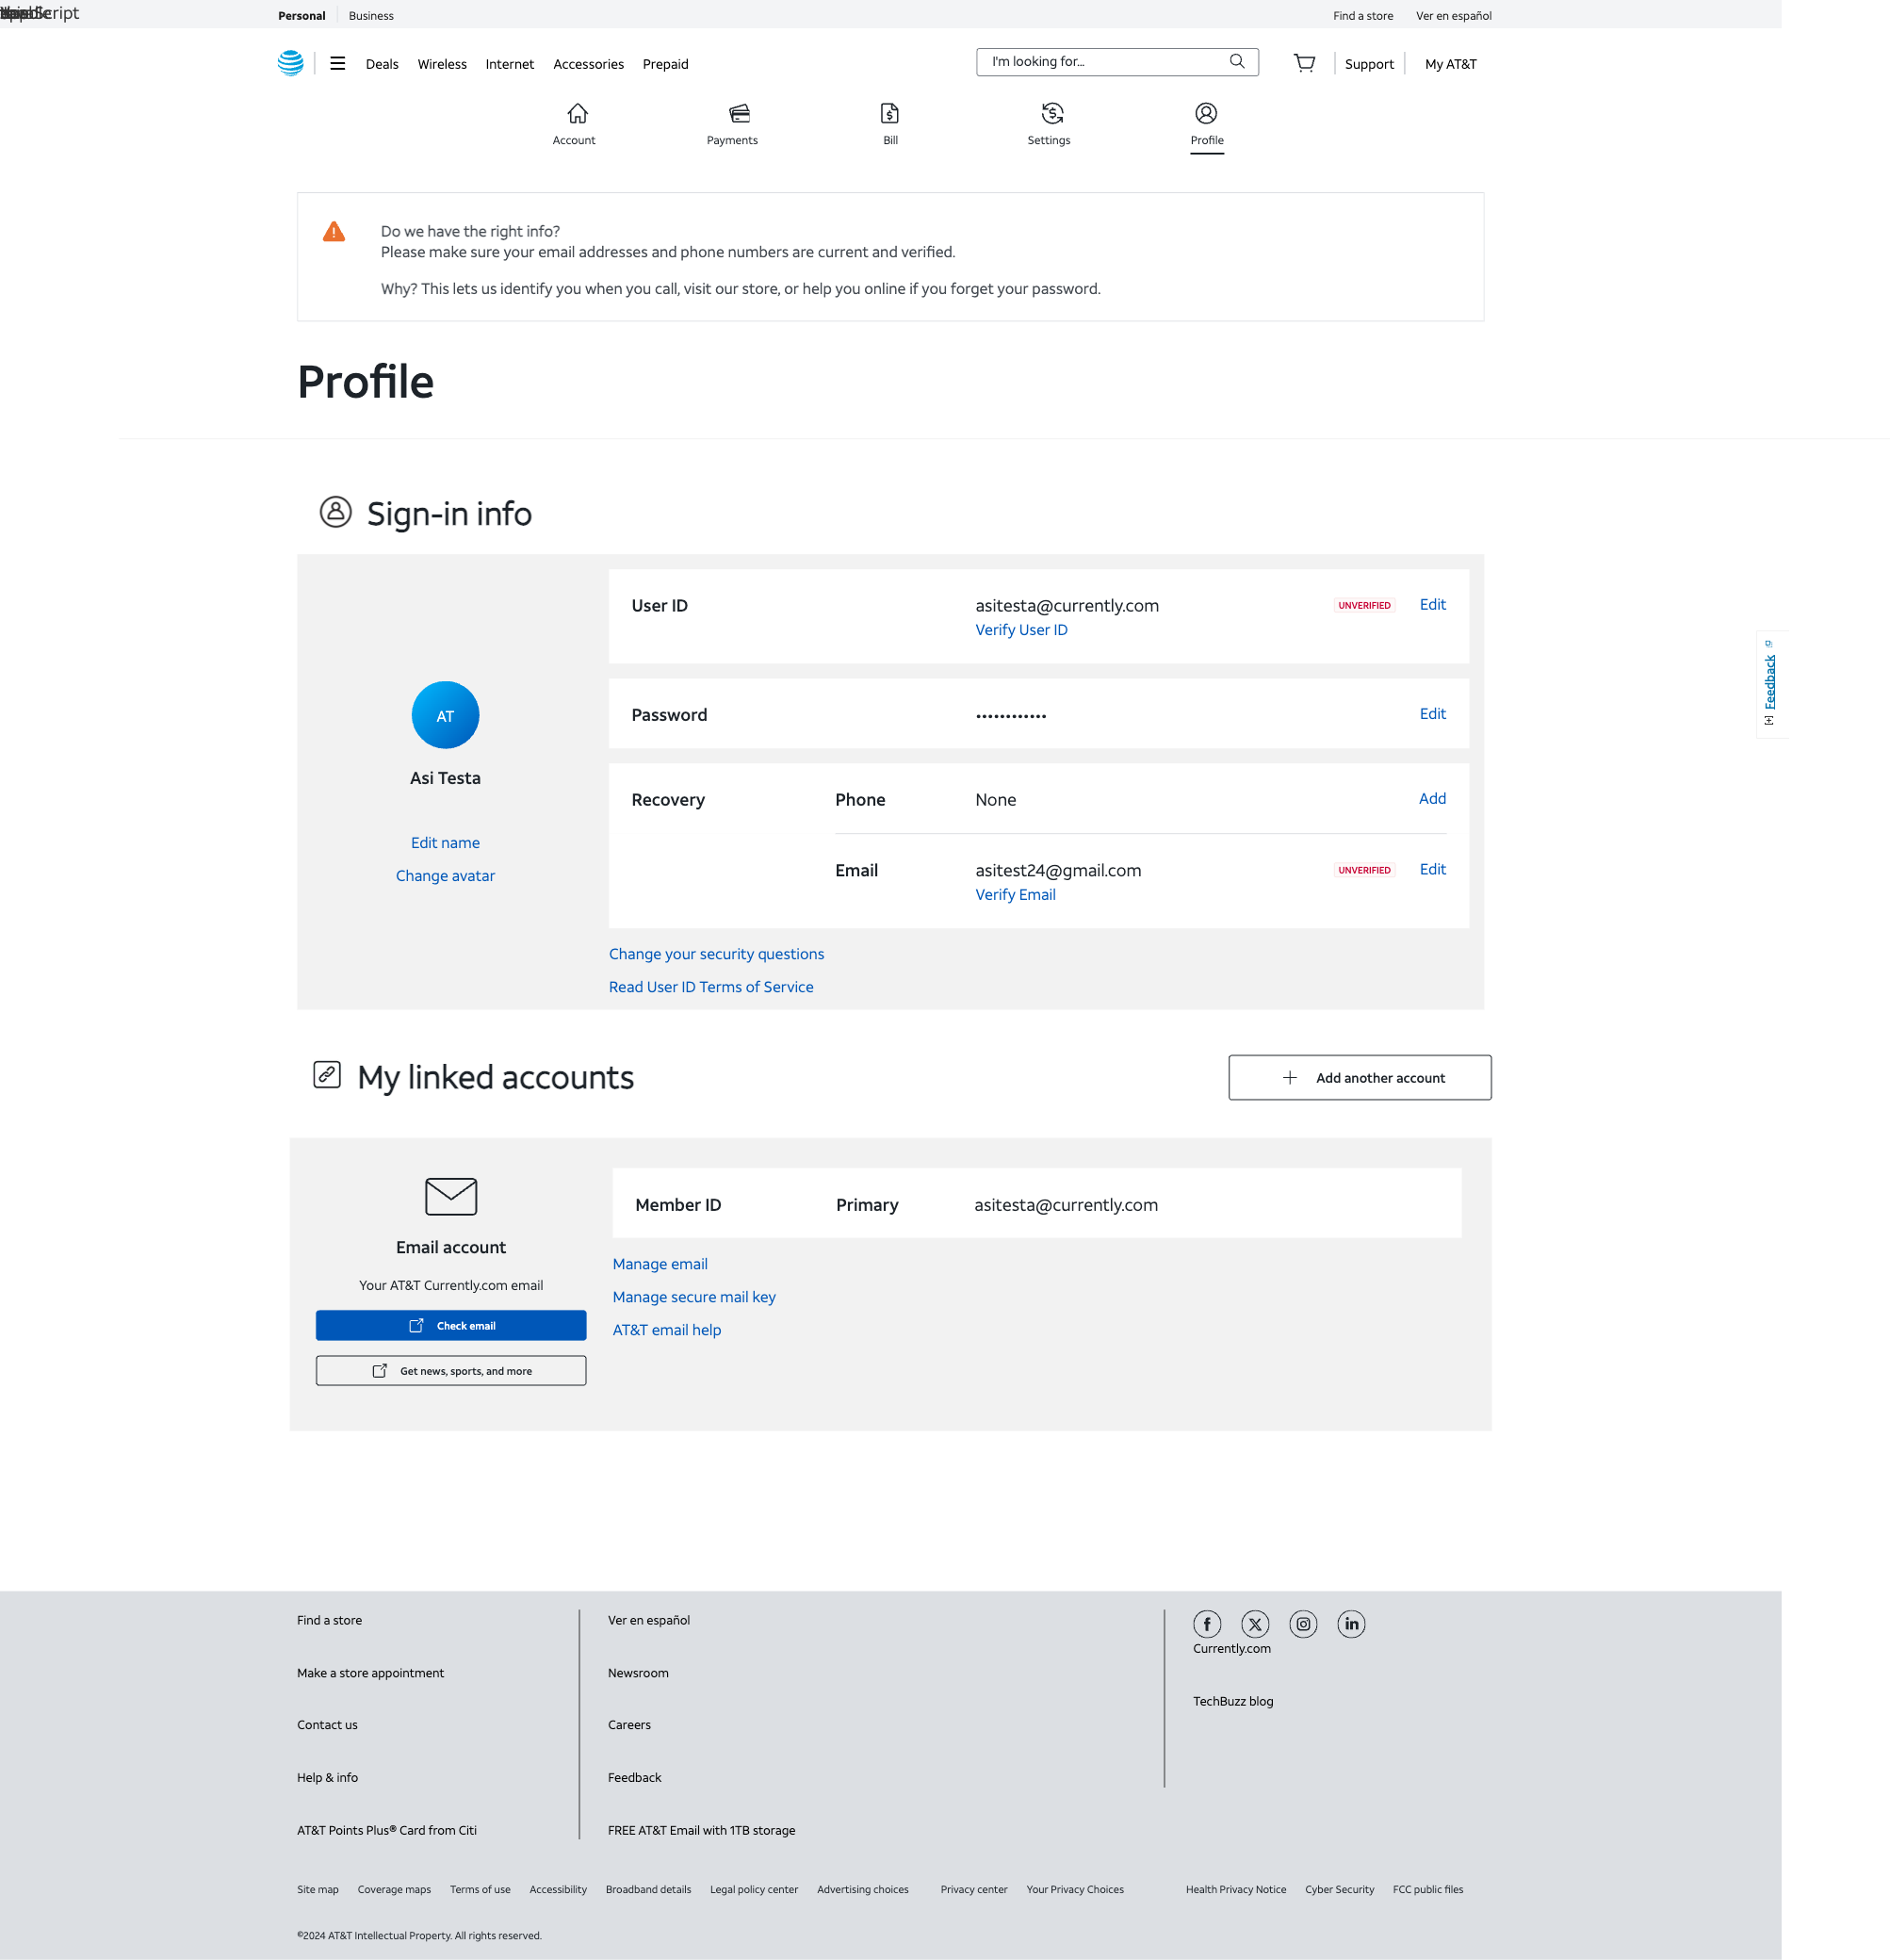 Personal
Business
Find a store
Ver en español
Deals
Wireless
Internet
Accessories
Prepaid
I'm looking for...
Support
My AT&T
Account
Payments
Bill
Settings
Profile
Do we have the right info?
Please make sure your email addresses and phone numbers are current and verified.
Why? This lets us identify you when you call, visit our store, or help you online if you forget your password.
Profile
Sign-in info
AT
Asi Testa
Edit name
Change avatar
User ID
asitesta@currently.com
UNVERIFIED
Edit
Verify User ID
Password
••••••••••••
Edit
Recovery
Phone
None
Add
Email
asitest24@gmail.com
UNVERIFIED
Edit
Verify Email
Change your security questions
Read User ID Terms of Service
[+] Feedback
My linked accounts
Add another account
Email account
Your AT&T Currently.com email
Check email
Get news, sports, and more
Member ID
Primary
asitesta@currently.com
Manage email
Manage secure mail key
AT&T email help
Find a store
Make a store appointment
Contact us
Help & info
AT&T Points Plus® Card from Citi
Ver en español
Newsroom
Careers
Feedback
FREE AT&T Email with 1TB storage
Currently.com
TechBuzz blog
Site map
Coverage maps
Terms of use
Accessibility
Broadband details
Legal policy center
Advertising choices
Privacy center
Your Privacy Choices
Health Privacy Notice
Cyber Security
FCC public files
©2024 AT&T Intellectual Property. All rights reserved.